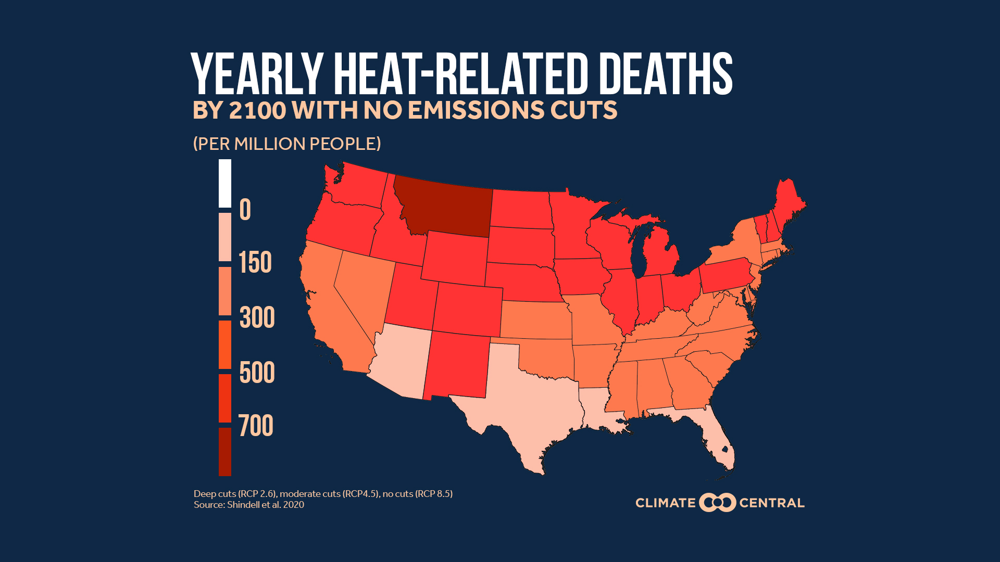 YEARLY HEAT-RELATED DEATHS
BY 2100 WITH NO EMISSIONS CUTS
(PER MILLION PEOPLE)
0
150
300
500
700
Deep cuts (RCP 2.6), moderate cuts (RCP4.5), no cuts (RCP 8.5)
Source: Shindell et al. 2020
CLIMATE CENTRAL